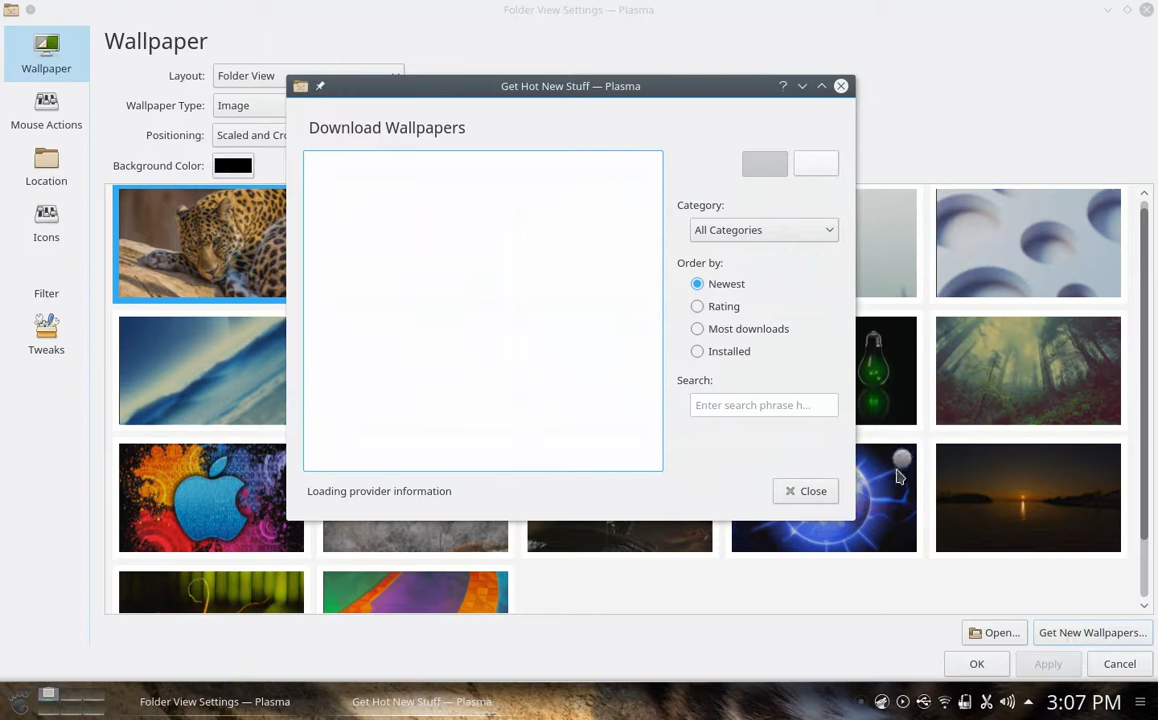 Folder View Settings — Plasma
Wallpaper
Mouse Actions
Location
Icons
Filter
Tweaks
Wallpaper
Layout: Folder View
Wallpaper Type: Image
Positioning: Scaled and Cro
Background Color:
Get Hot New Stuff — Plasma
Download Wallpapers
Category:
All Categories
Order by:
Newest
Rating
Most downloads
Installed
Search:
Enter search phrase h...
Loading provider information
Close
Open...
Get New Wallpapers...
OK
Apply
Cancel
Folder View Settings — Plasma
Get Hot New Stuff — Plasma
3:07 PM